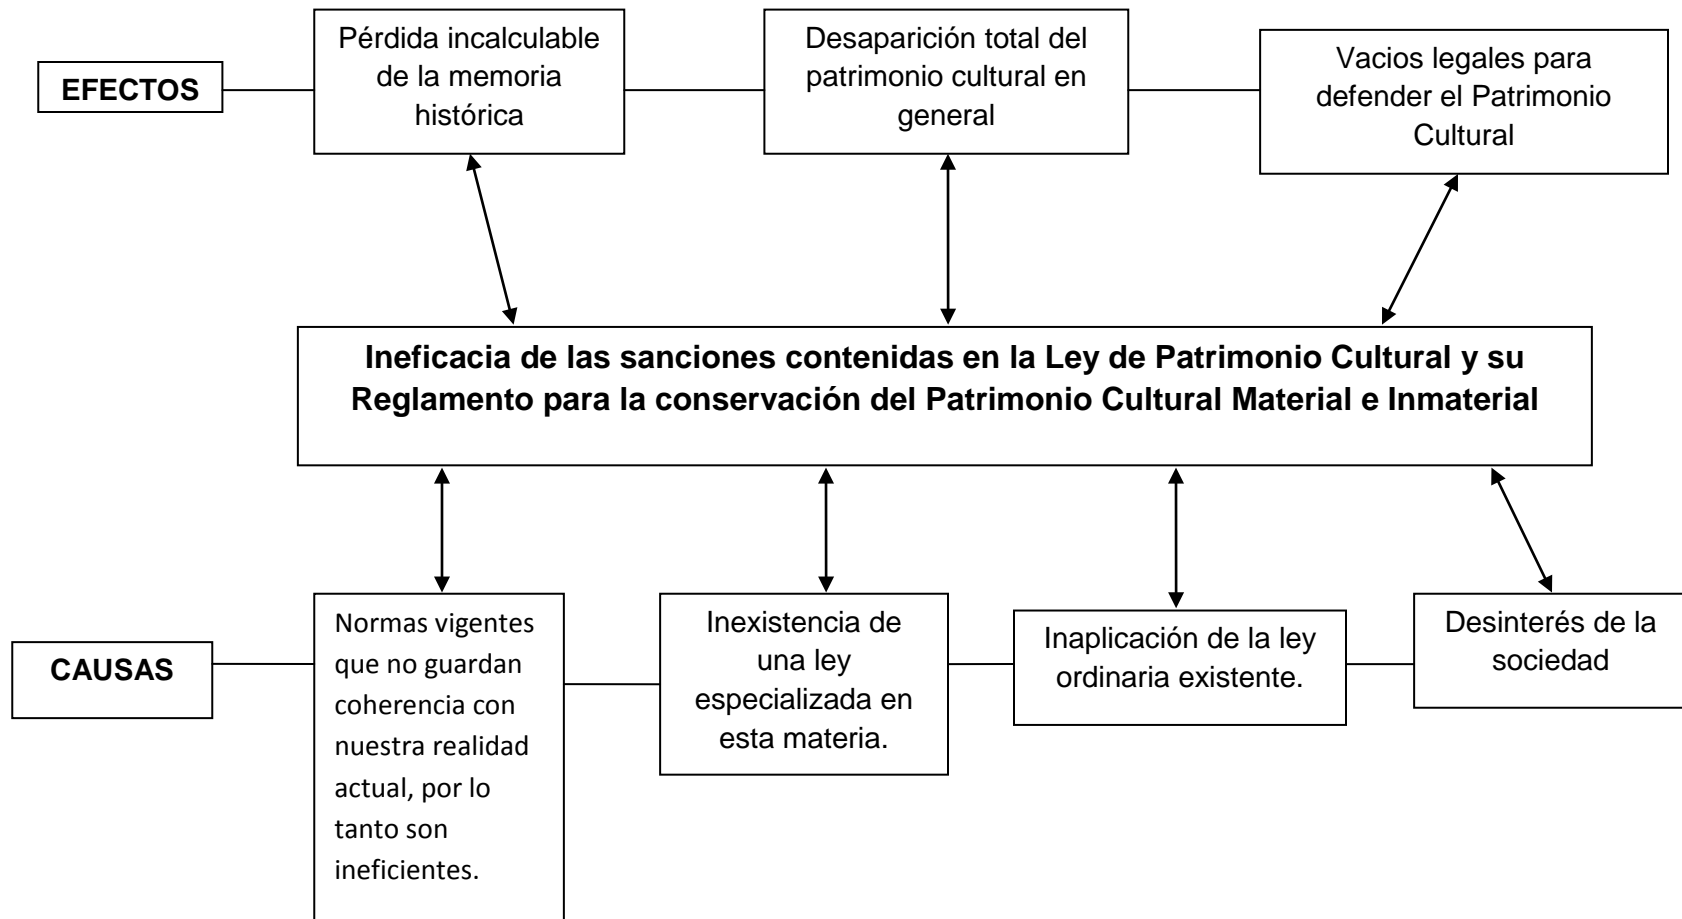 EFECTOS
Pérdida incalculable
de la memoria
histórica
Desaparición total del
patrimonio cultural en
general
Vacios legales para
defender el Patrimonio
Cultural
Ineficacia de las sanciones contenidas en la Ley de Patrimonio Cultural y su
Reglamento para la conservación del Patrimonio Cultural Material e Inmaterial
CAUSAS
Normas vigentes
que no guardan
coherencia con
nuestra realidad
actual, por lo
tanto son
ineficientes.
Inexistencia de
una ley
especializada en
esta materia.
Inaplicación de la ley
ordinaria existente.
Desinterés de la
sociedad